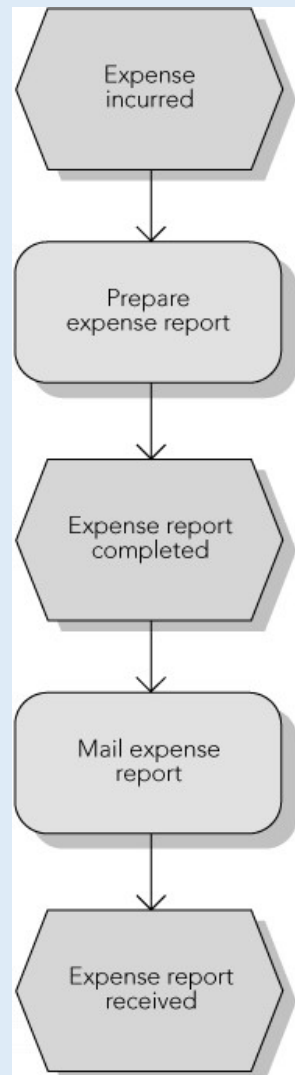 Expense
incurred
Prepare
expense report
Expense report
completed
Mail expense
report
Expense report
received